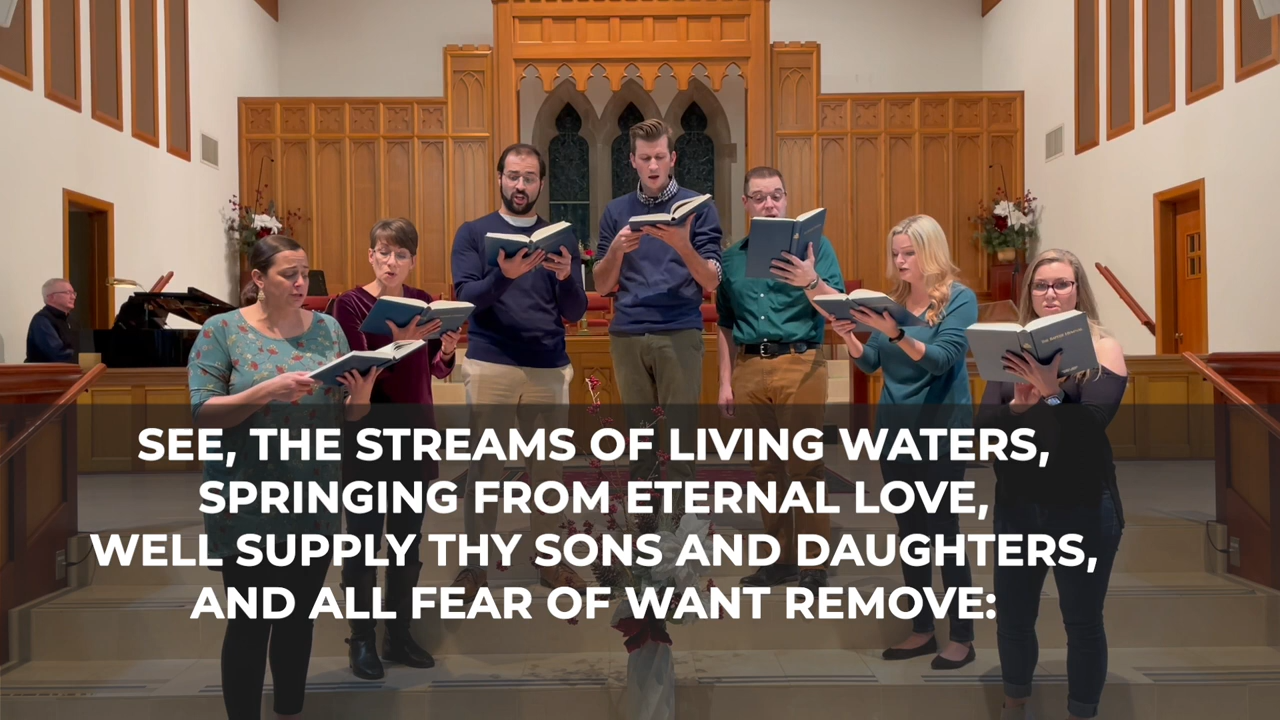 SEE, THE STREAMS OF LIVING WATERS,
SPRINGING FROM ETERNAL LOVE,
WELL SUPPLY THY SONS AND DAUGHTERS,
AND ALL FEAR OF WANT REMOVE: